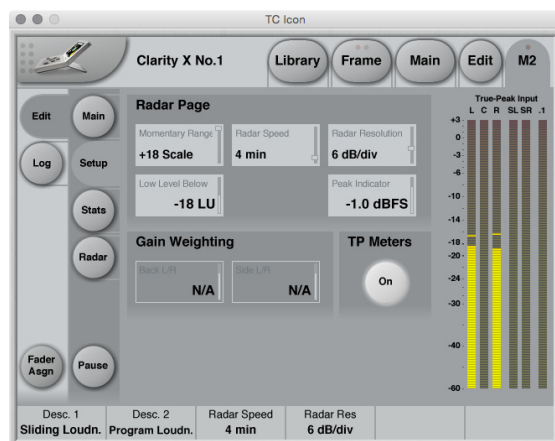 TC Icon
Clarity X
No.1
Library
Frame
Main
Edit
M2
Edit
Main
Log
Setup
Stats
Radar
Fader
Asgn
Pause
Radar Page
Momentary Range
+18 Scale
Radar Speed
4 min
Radar Resolution
6 dB/div
Low Level Below
-18 LU
Peak Indicator
-1.0 dBFS
Gain Weighting
Back L/R
N/A
Side L/R
N/A
TP Meters
On
True-Peak Input
L C R SL SR .1
+3
0
-3
-6
-10
-14
-18
-20
-24
-30
-40
-60
Desc. 1
Sliding Loudn.
Desc. 2
Program Loudn.
Radar Speed
4 min
Radar Res
6 dB/div